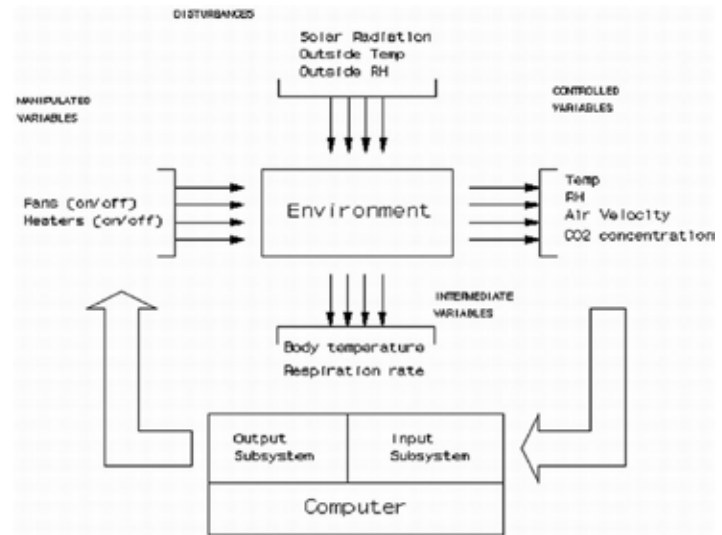 DISTURBANCES
Solar Radiation
Outside Temp
Outside RH
MANIPULATED
VARIABLES
CONTROLLED
VARIABLES
Fans (on/off)
Heaters (on/off)
Environment
Temp
RH
Air Velocity
CO2 concentration
INTERMEDIATE
VARIABLES
Body temperature
Respiration rate
Output
Subsystem
Input
Subsystem
Computer